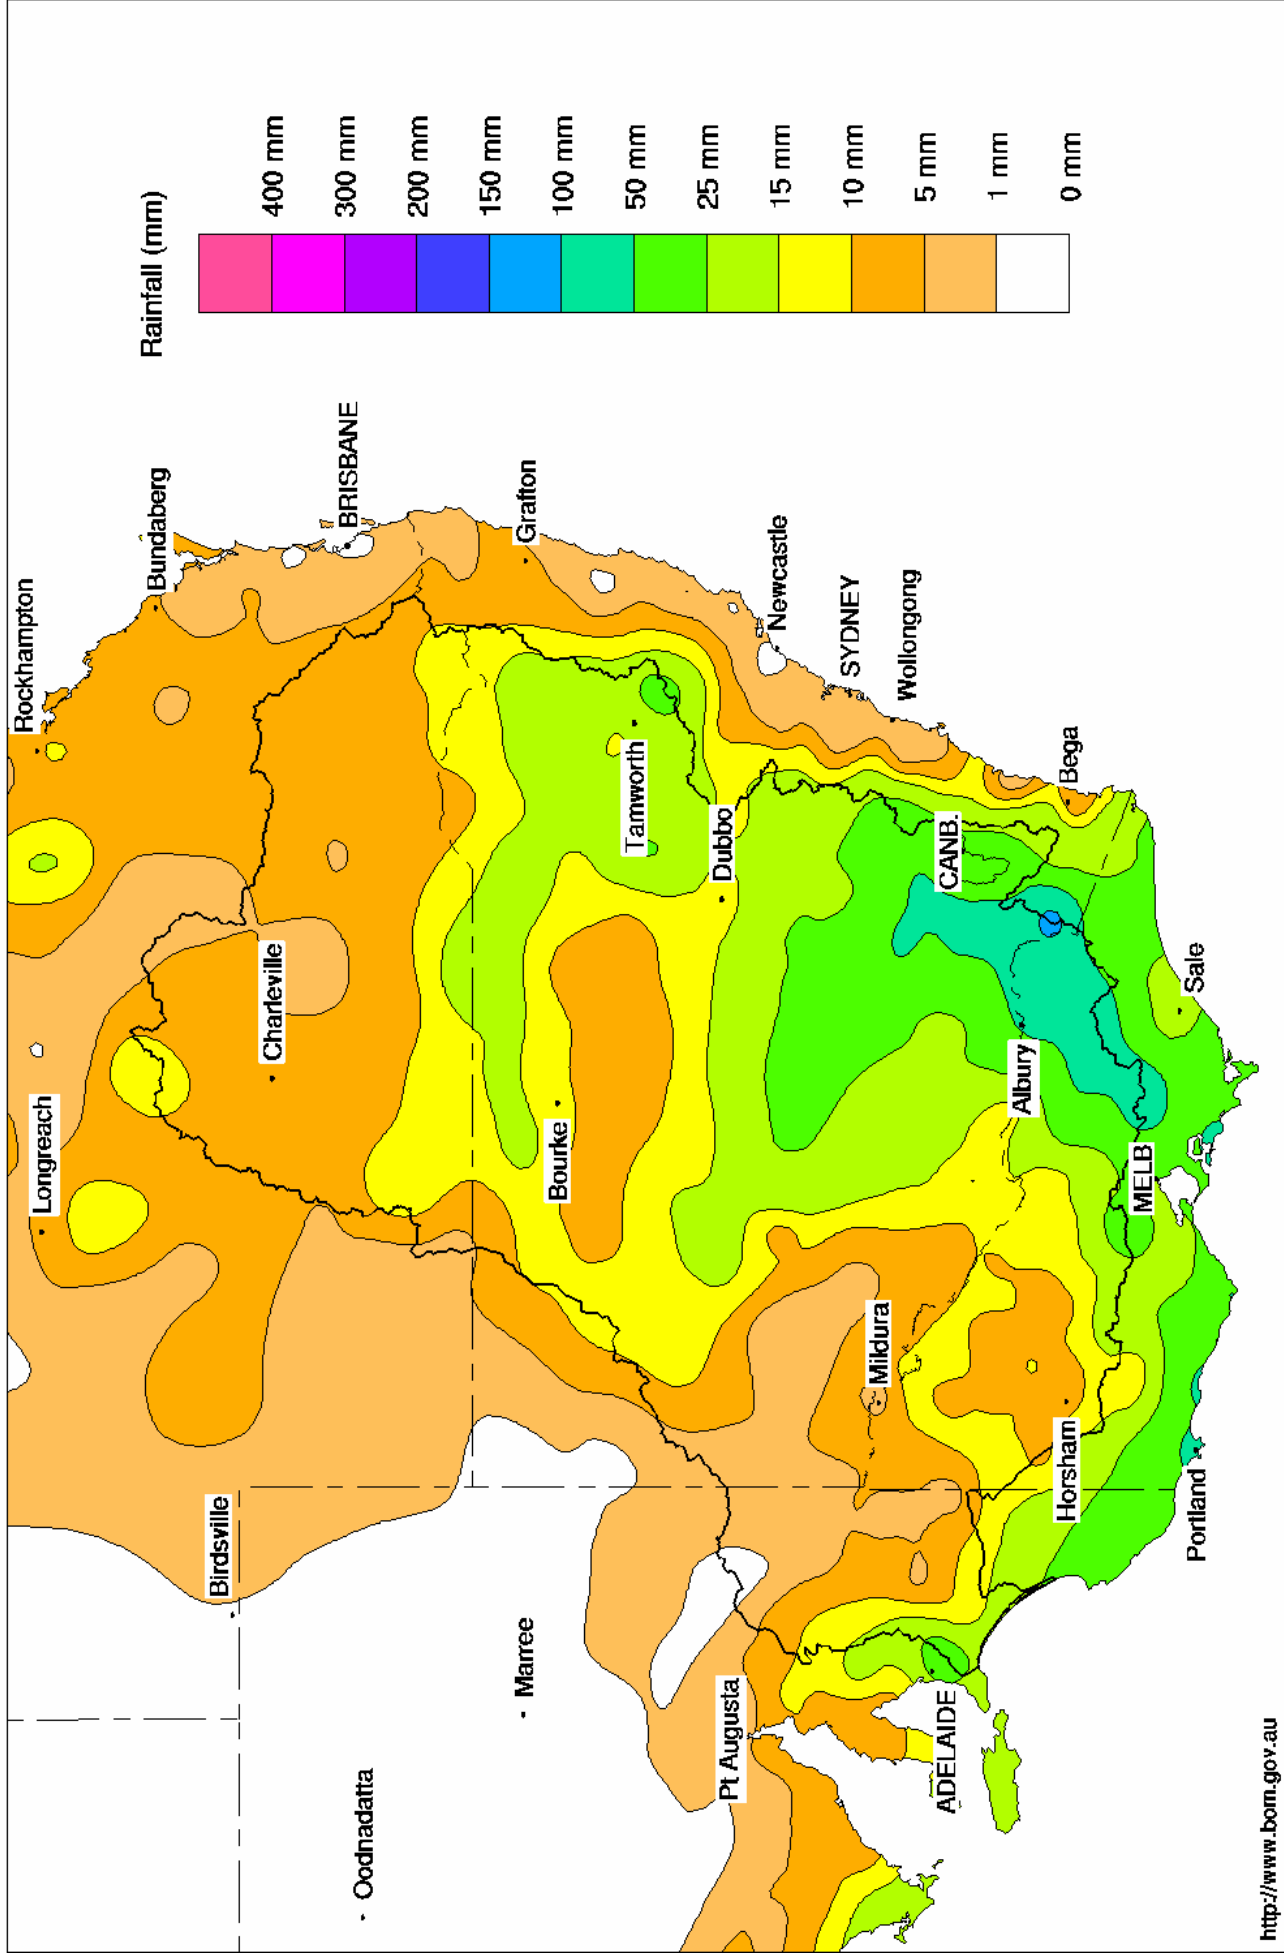 Rainfall (mm)
400 mm
300 mm
200 mm
150 mm
100 mm
50 mm
25 mm
15 mm
10 mm
5 mm
1 mm
0 mm
Rockhampton
Longreach
Bundaberg
Birdsville
Charleville
BRISBANE
Oodnadatta
Marree
Grafton
Bourke
Tamworth
Pt Augusta
Dubbo
Newcastle
Mildura
SYDNEY
Wollongong
ADELAIDE
CANB.
Albury
Horsham
Bega
MELB
Portland
Sale
http://www.bom.gov.au